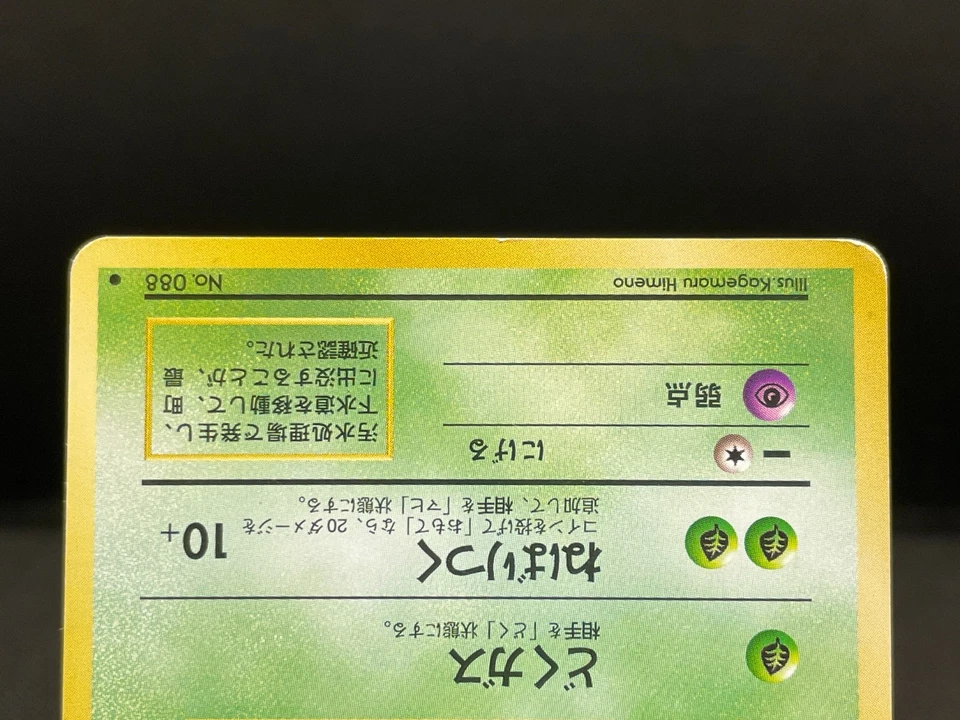 どくガス
相手を「どく」状態にする。
ねばりつく 10+
コインを投げて「おもて」なら、20ダメージを
追加して、相手を「マヒ」状態にする。
にげる
弱点
汚水処理場で発生し、
下水道を移動して、町
に出没することが、最
近確認された。
Illus.Kagemaru Himeno
No. 088